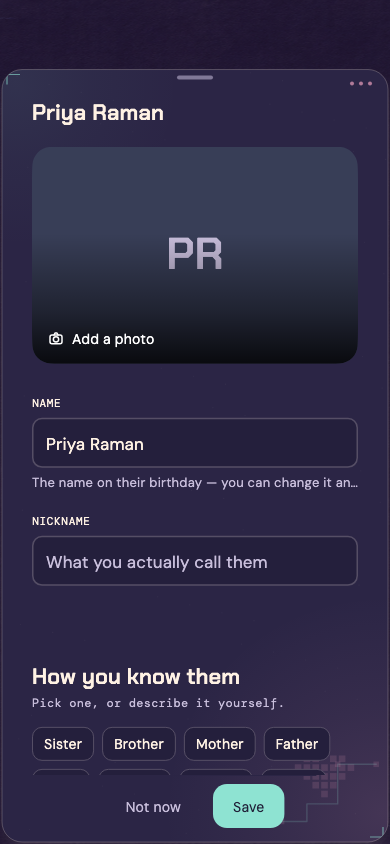 Priya Raman
PR
Add a photo
NAME
Priya Raman
The name on their birthday — you can change it an…
NICKNAME
What you actually call them
How you know them
Pick one, or describe it yourself.
Sister Brother Mother Father
Not now Save